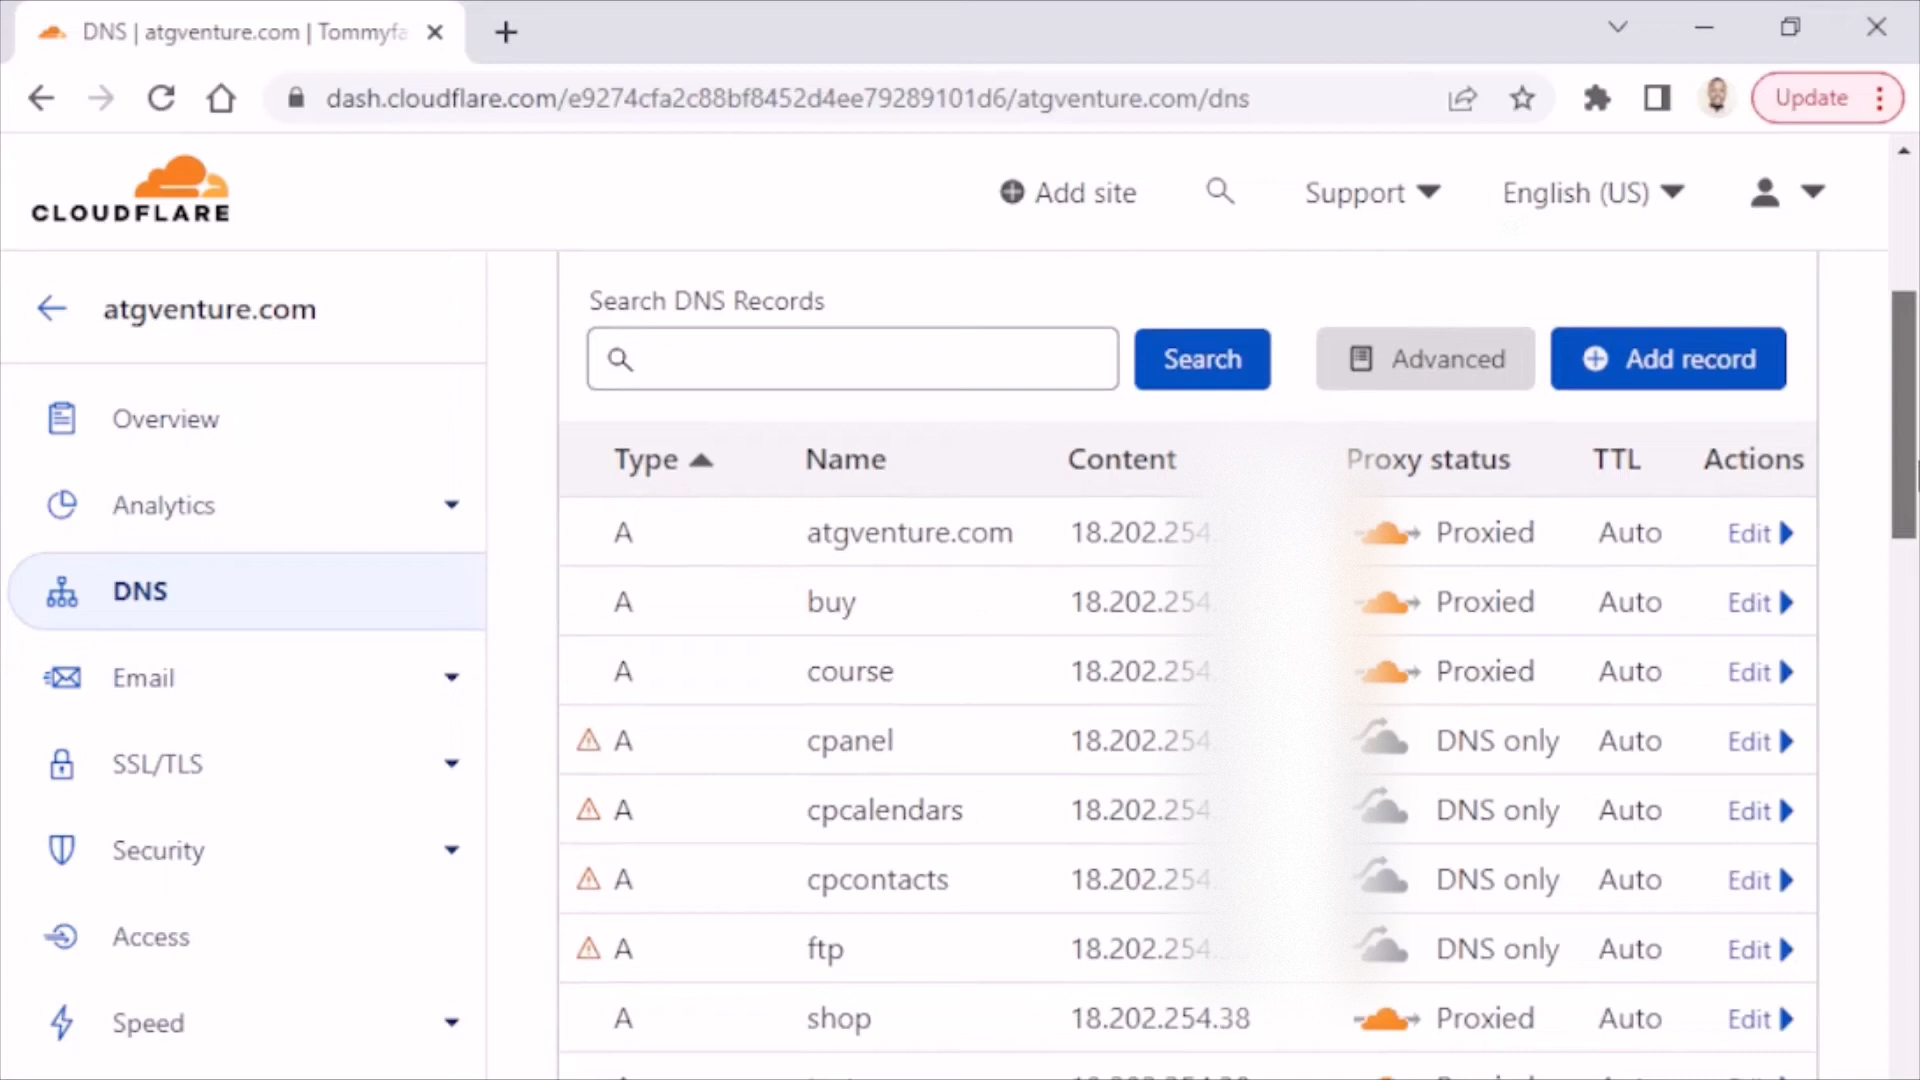 DNS | atgventure.com | Tommyfa
dash.cloudflare.com/e9274cfa2c88bf8452d4ee79289101d6/atgventure.com/dns
Update
CLOUDFLARE
Add site
Support
English (US)
atgventure.com
Overview
Analytics
DNS
Email
SSL/TLS
Security
Access
Speed
Search DNS Records
Search
Advanced
Add record
Type Name Content Proxy status TTL Actions
A atgventure.com 18.202.254. Proxied Auto Edit
A buy 18.202.254. Proxied Auto Edit
A course 18.202.254. Proxied Auto Edit
A cpanel 18.202.254. DNS only Auto Edit
A cpcalendars 18.202.254. DNS only Auto Edit
A cpcontacts 18.202.254. DNS only Auto Edit
A ftp 18.202.254. DNS only Auto Edit
A shop 18.202.254.38 Proxied Auto Edit